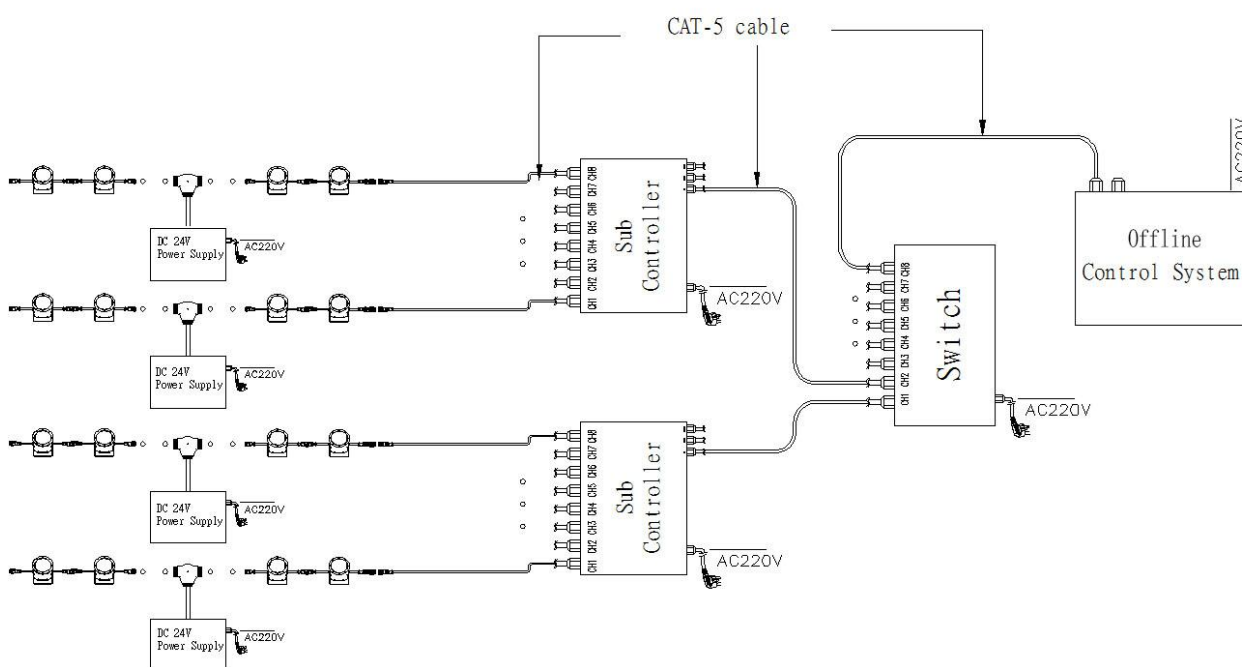 CAT-5 cable
AC220V
CH8
CH7
CH6
CH5
CH4
CH3
CH2
CH1
Sub
Controller
AC220V
DC 24V
Power Supply
AC220V
DC 24V
Power Supply
AC220V
CH8
CH7
CH6
CH5
CH4
CH3
CH2
CH1
Switch
AC220V
Offline
Control System
CH8
CH7
CH6
CH5
CH4
CH3
CH2
CH1
Sub
Controller
AC220V
DC 24V
Power Supply
AC220V
DC 24V
Power Supply
AC220V